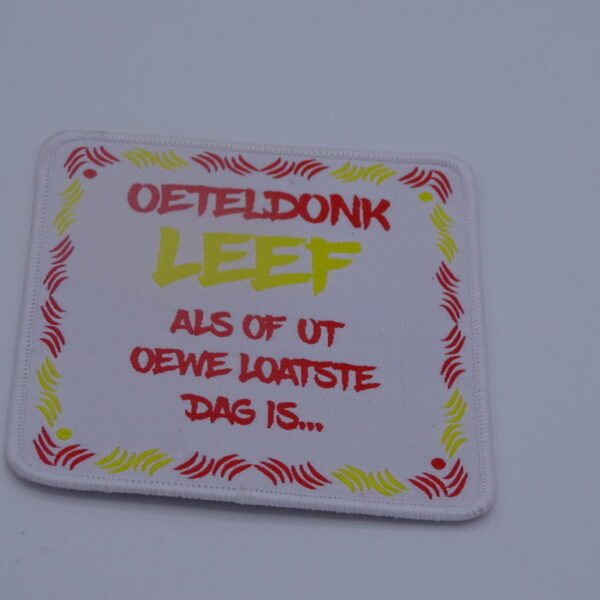 OETELDONK
LEEF
ALS OF UT
OEWE LOATSTE
DAG IS...